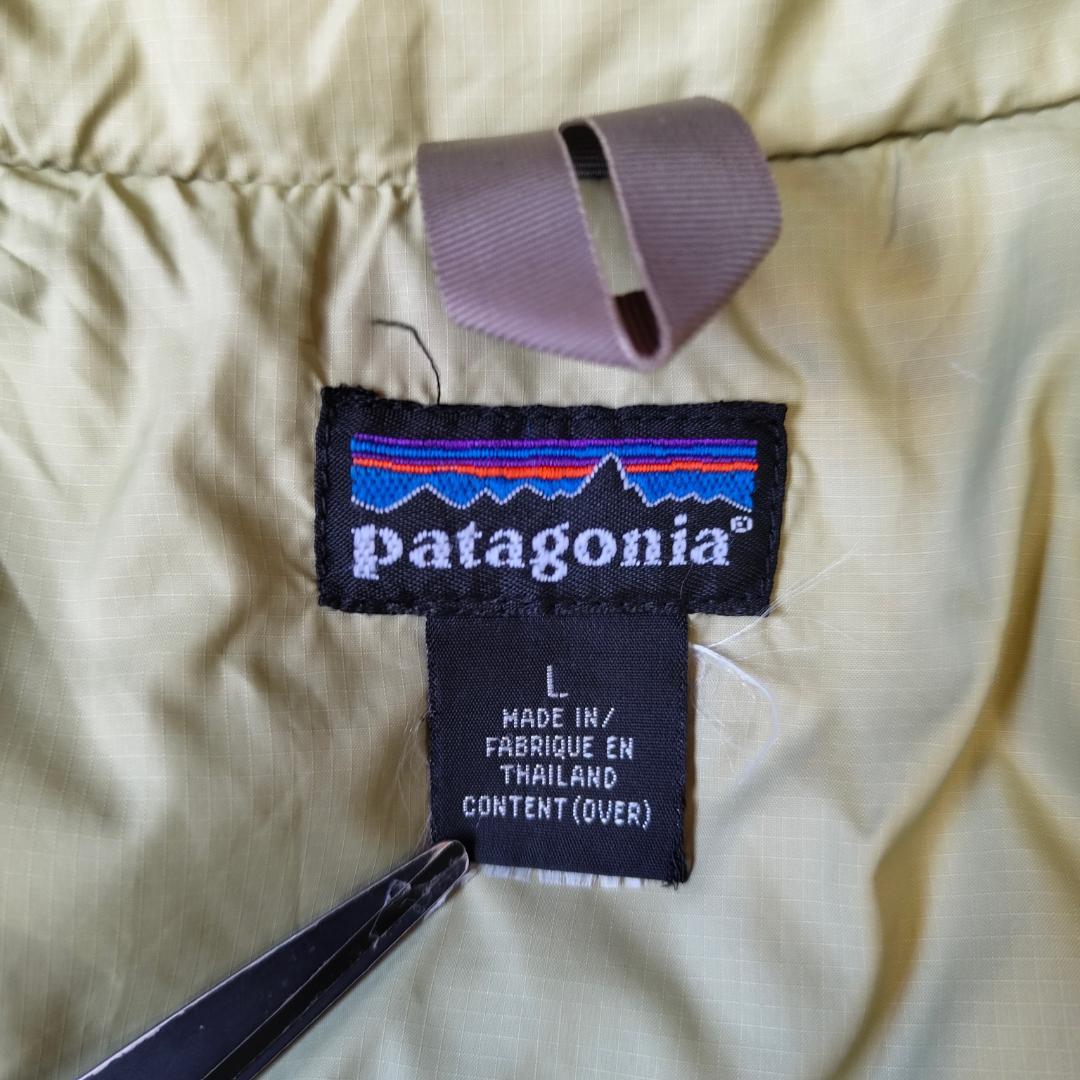 patagonia®
L
MADE IN/
FABRIQUE EN
THAILAND
CONTENT (OVER)